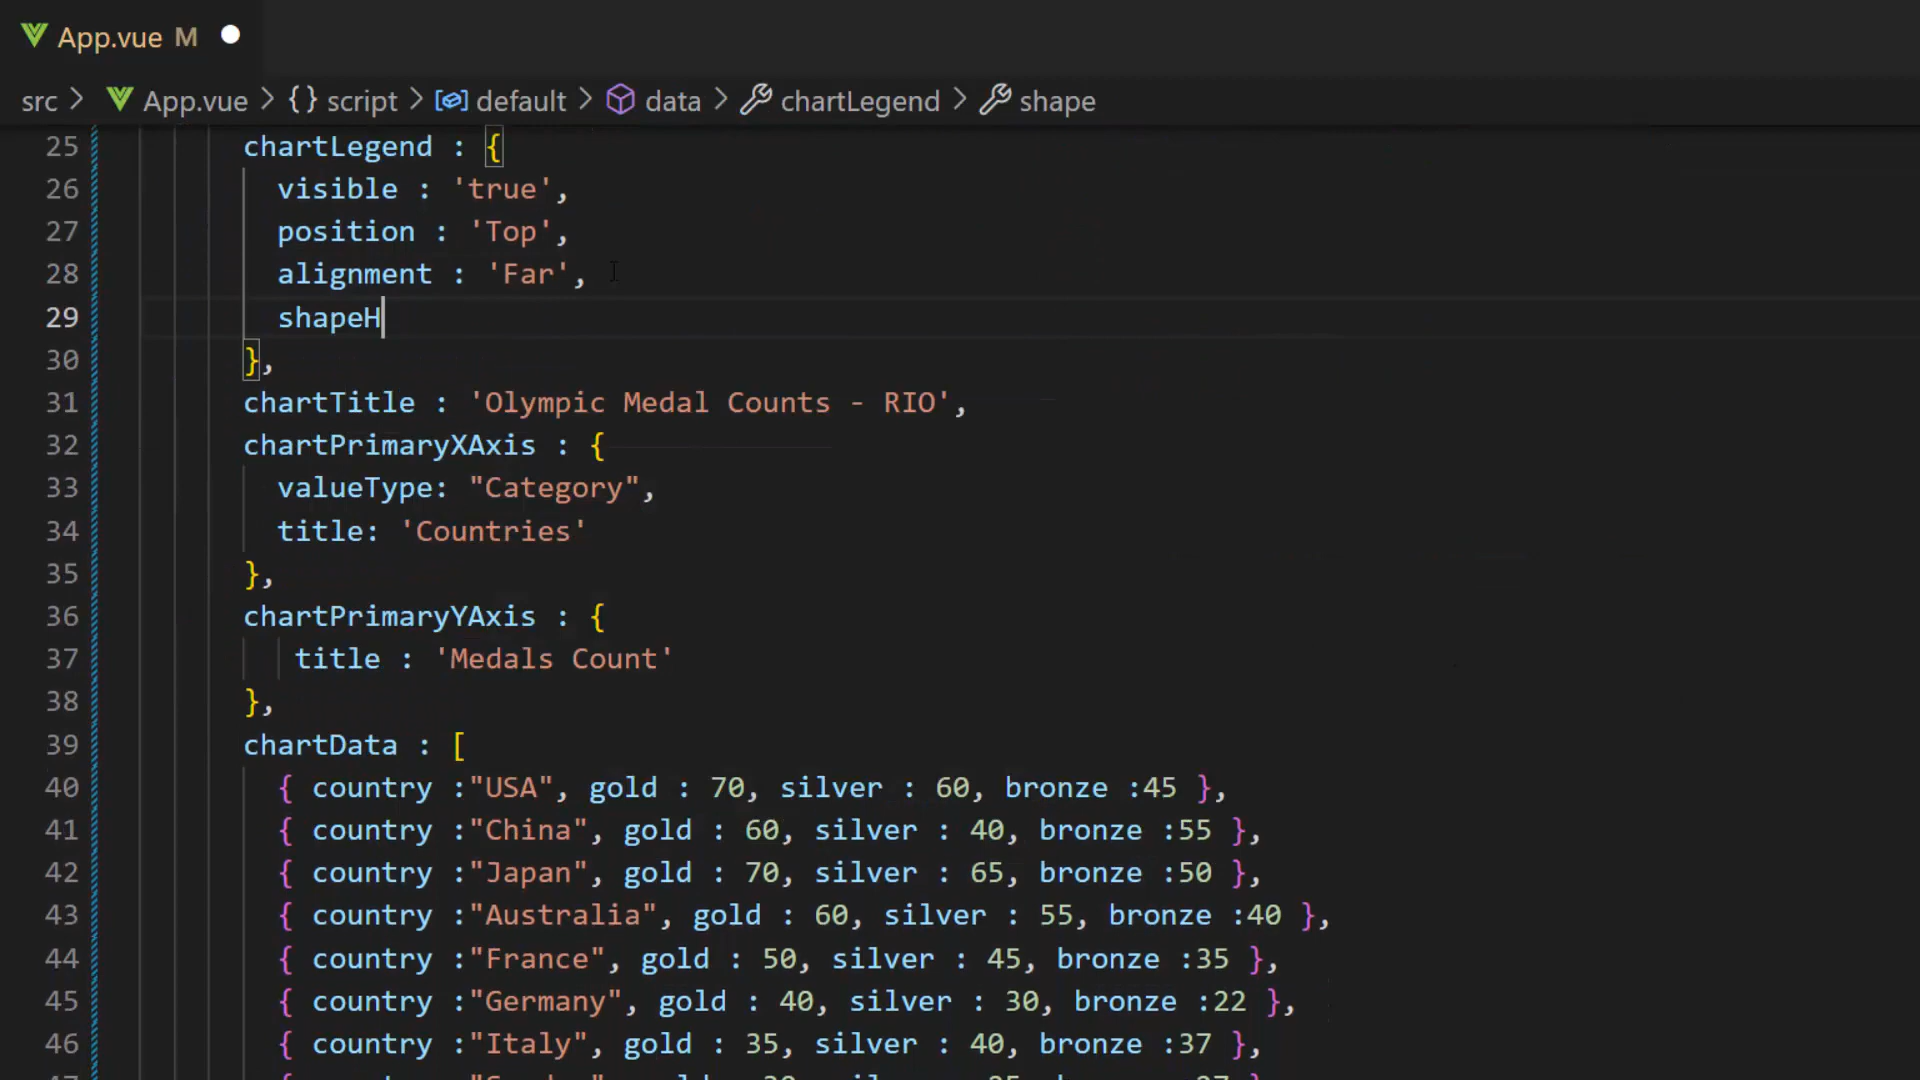 App.vue M
src > App.vue > {} script > default > data > chartLegend > shape
25 chartLegend : {
26 visible : 'true',
27 position : 'Top',
28 alignment : 'Far',
29 shapeH
30 },
31 chartTitle : 'Olympic Medal Counts - RIO',
32 chartPrimaryXAxis : {
33 valueType: "Category",
34 title: 'Countries'
35 },
36 chartPrimaryYAxis : {
37 title : 'Medals Count'
38 },
39 chartData : [
40 { country :"USA", gold : 70, silver : 60, bronze :45 },
41 { country :"China", gold : 60, silver : 40, bronze :55 },
42 { country :"Japan", gold : 70, silver : 65, bronze :50 },
43 { country :"Australia", gold : 60, silver : 55, bronze :40 },
44 { country :"France", gold : 50, silver : 45, bronze :35 },
45 { country :"Germany", gold : 40, silver : 30, bronze :22 },
46 { country :"Italy", gold : 35, silver : 40, bronze :37 },